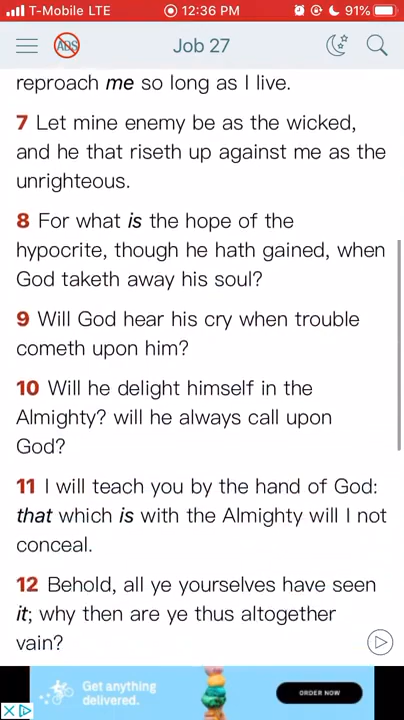 T-Mobile LTE 12:36 PM 91%
ADS Job 27
reproach me so long as I live.
7 Let mine enemy be as the wicked,
and he that riseth up against me as the
unrighteous.
8 For what is the hope of the
hypocrite, though he hath gained, when
God taketh away his soul?
9 Will God hear his cry when trouble
cometh upon him?
10 Will he delight himself in the
Almighty? will he always call upon
God?
11 I will teach you by the hand of God:
that which is with the Almighty will I not
conceal.
12 Behold, all ye yourselves have seen
it; why then are ye thus altogether
vain?
Get anything
delivered.
ORDER NOW